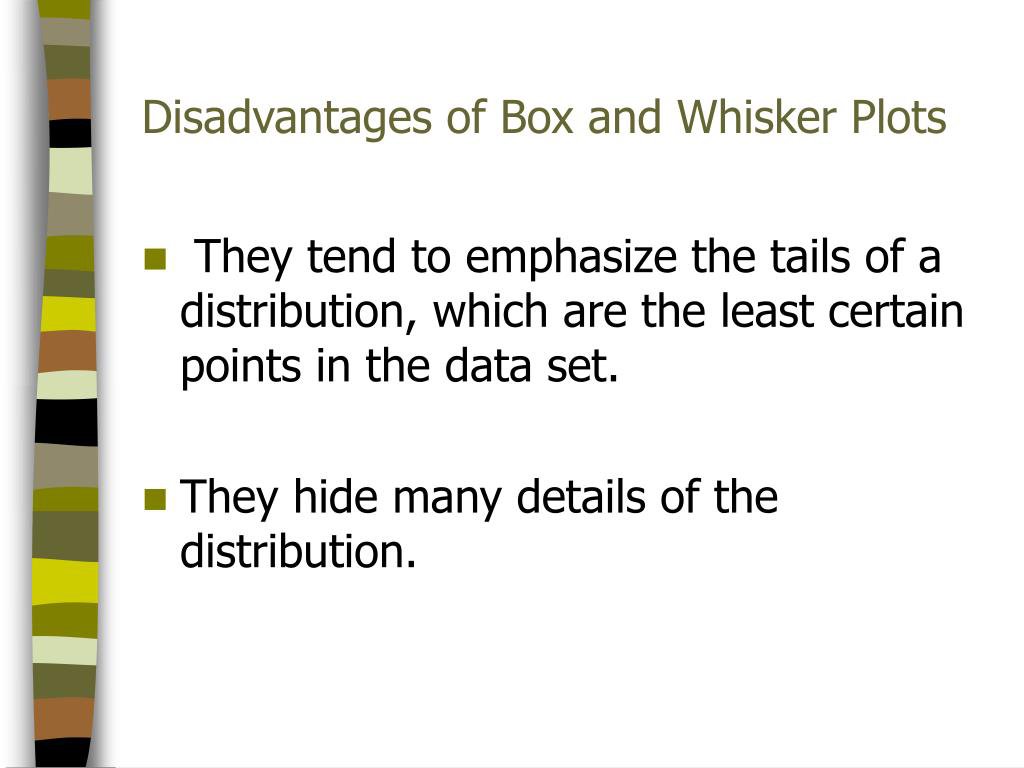 Disadvantages of Box and Whisker Plots
They tend to emphasize the tails of a
distribution, which are the least certain
points in the data set.
They hide many details of the
distribution.